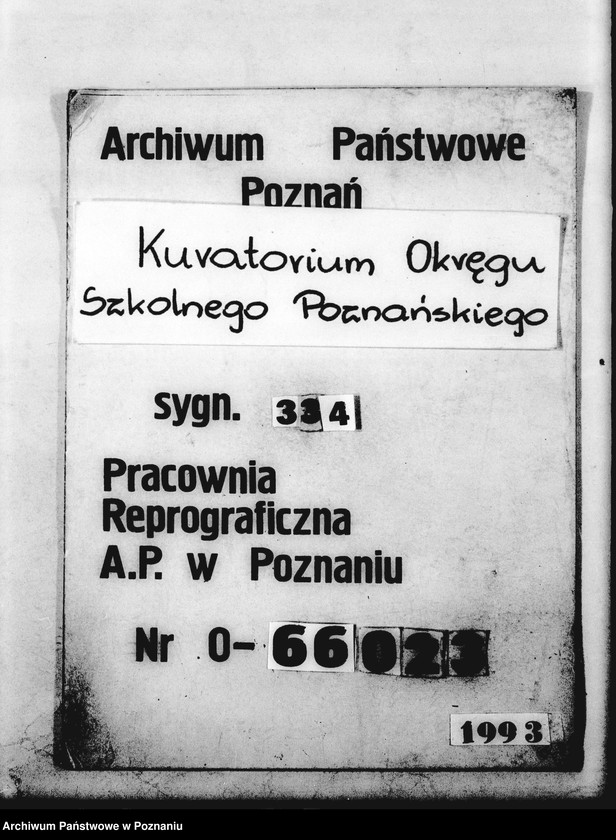 Archiwum Państwowe
Poznań
Kuratorium Okręgu
Szkolnego Poznańskiego
sygn. 334
Pracownia
Reprograficzna
A.P. w Poznaniu
Nr 0-66023
1993
Archiwum Państwowe w Poznaniu